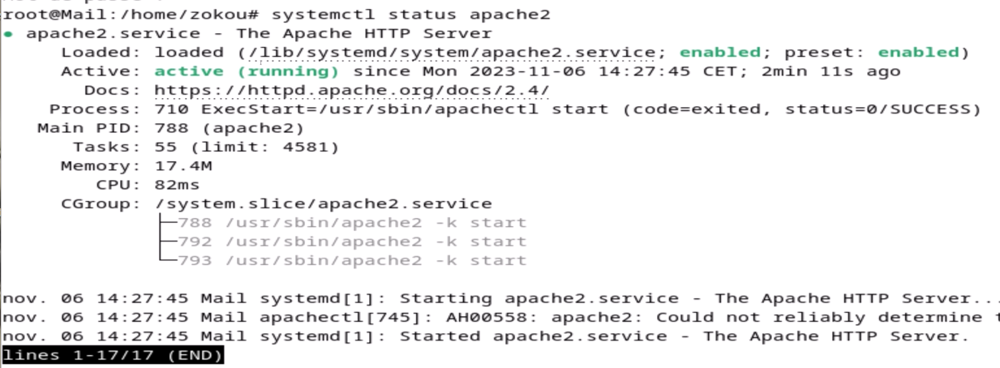 root@Mail:/home/zokou# systemctl status apache2
● apache2.service - The Apache HTTP Server
     Loaded: loaded (/lib/systemd/system/apache2.service; enabled; preset: enabled)
     Active: active (running) since Mon 2023-11-06 14:27:45 CET; 2min 11s ago
       Docs: https://httpd.apache.org/docs/2.4/
    Process: 710 ExecStart=/usr/sbin/apachectl start (code=exited, status=0/SUCCESS)
   Main PID: 788 (apache2)
      Tasks: 55 (limit: 4581)
     Memory: 17.4M
        CPU: 82ms
     CGroup: /system.slice/apache2.service
             ├─788 /usr/sbin/apache2 -k start
             ├─792 /usr/sbin/apache2 -k start
             └─793 /usr/sbin/apache2 -k start
nov. 06 14:27:45 Mail systemd[1]: Starting apache2.service - The Apache HTTP Server...
nov. 06 14:27:45 Mail apachectl[745]: AH00558: apache2: Could not reliably determine
nov. 06 14:27:45 Mail systemd[1]: Started apache2.service - The Apache HTTP Server.
lines 1-17/17 (END)